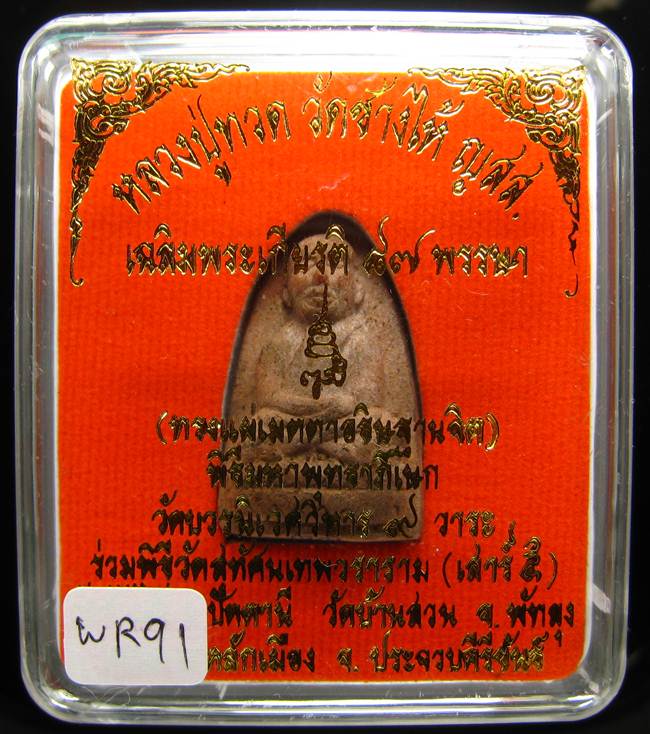 หลวงปู่ทวด วัดช้างให้ ญสส.
เฉลิมพระเกียรติ ๘๗ พรรษา
(ทรงแผ่เมตตาอธิษฐานจิต)
พิธีมหาพุทธาภิเษก
วัดบวรนิเวศวิหาร ๙ วาระ
ร่วมพิธีวัดสุทัศนเทพวราราม (เสาร์ ๕)
ปัตตานี วัดบ้านสวน จ.พัทลุง
หลักเมือง จ. ประจวบคีรีขันธ์
WR91